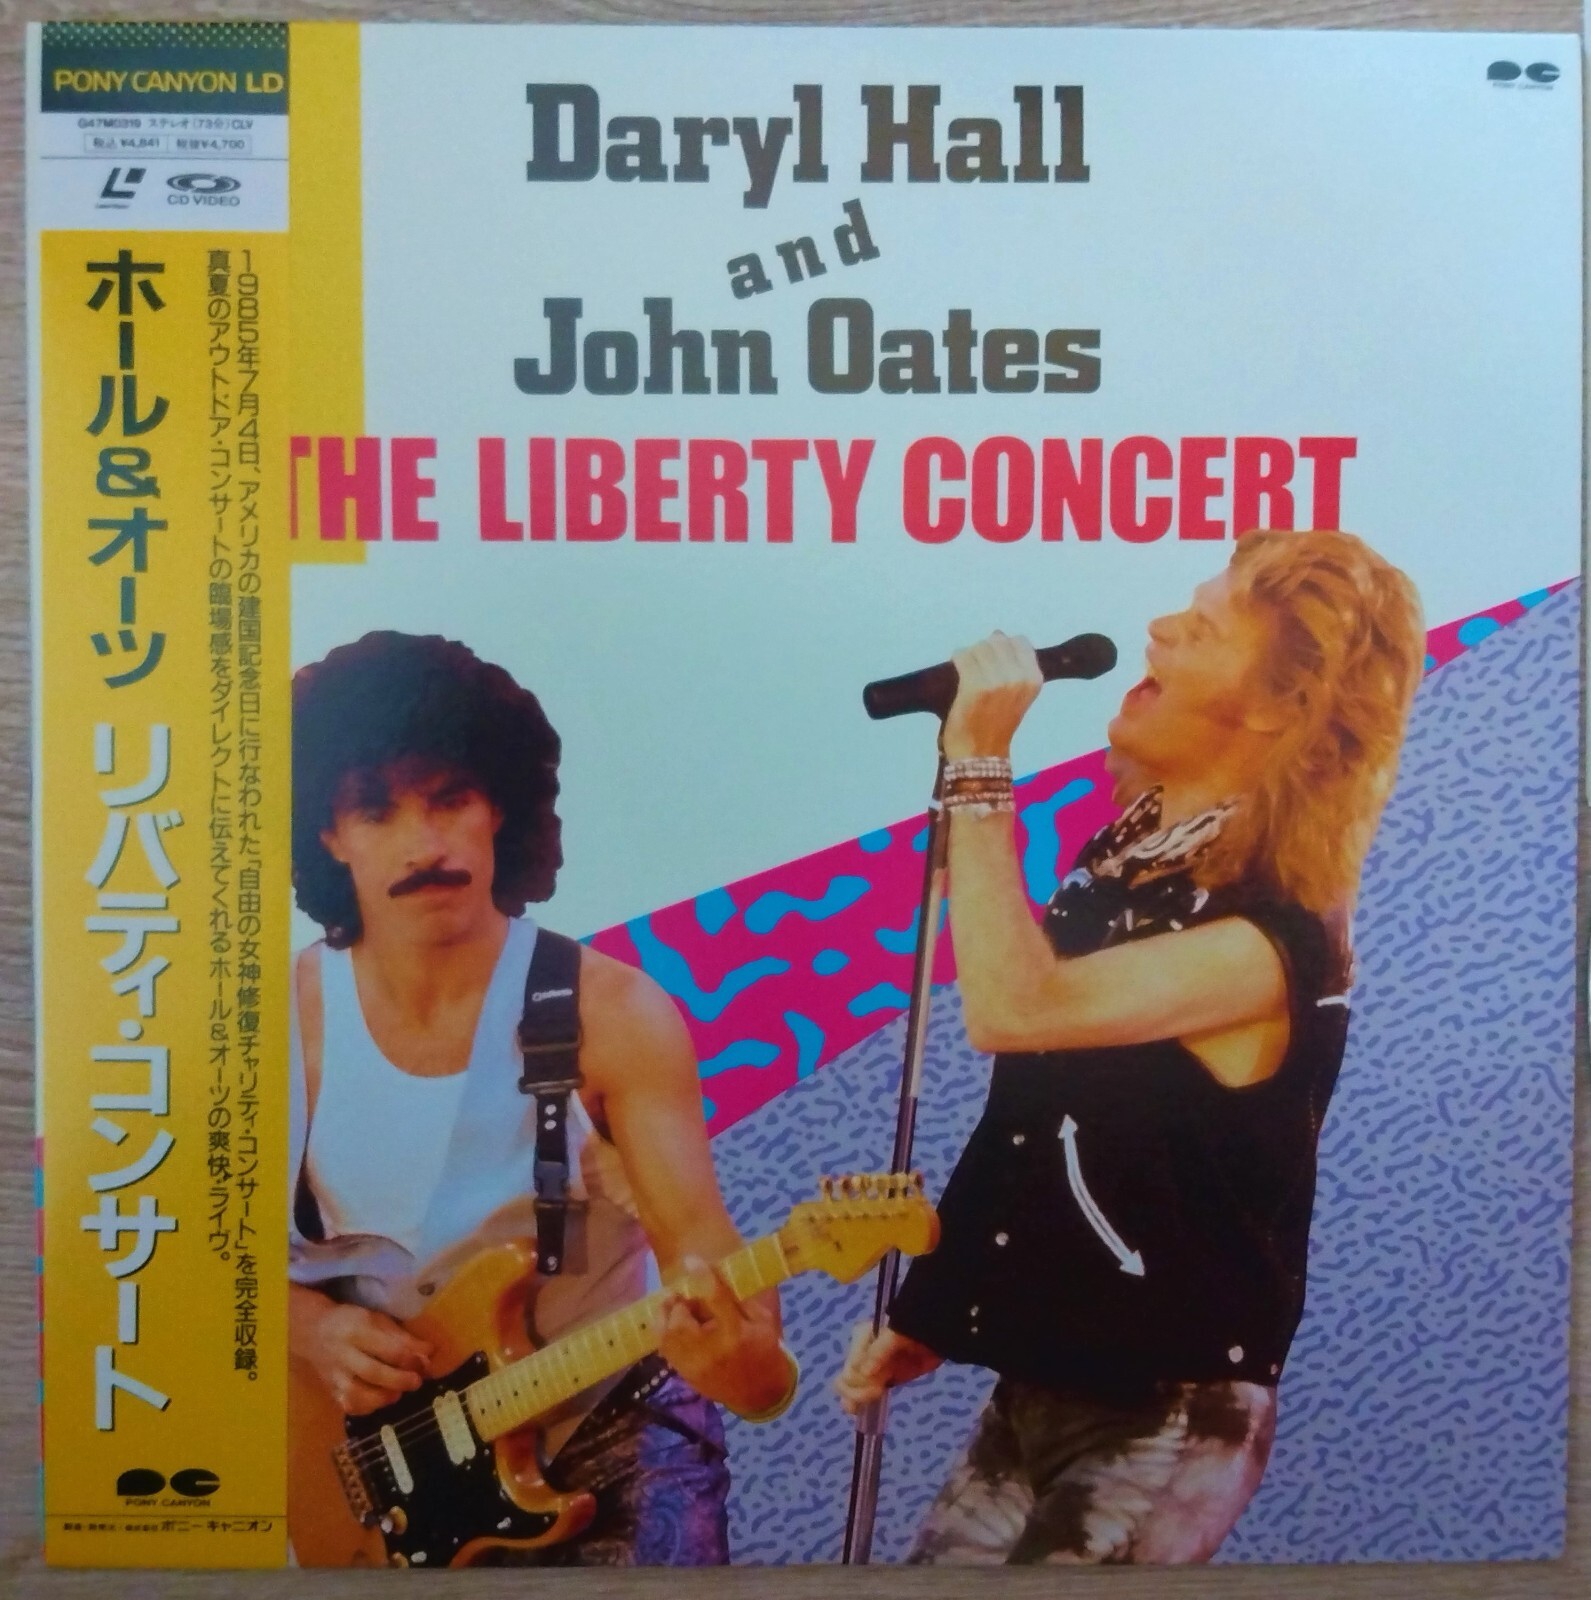 PONY CANYON LD
G47M0319 ステレオ(73分)CLV
税込 ¥4,841 税抜¥4,700
CD VIDEO
ホール&オーツ リバティ・コンサート
1985年7月4日、アメリカの建国記念日に行なわれた「自由の女神修復チャリティ・コンサート」を完全収録。
真夏のアウトドア・コンサートの臨場感をダイレクトに伝えてくれるホール&オーツの爽快ライヴ。
PONY CANYON
ポニーキャニオン
Daryl Hall
and
John Oates
THE LIBERTY CONCERT
PONY CANYON